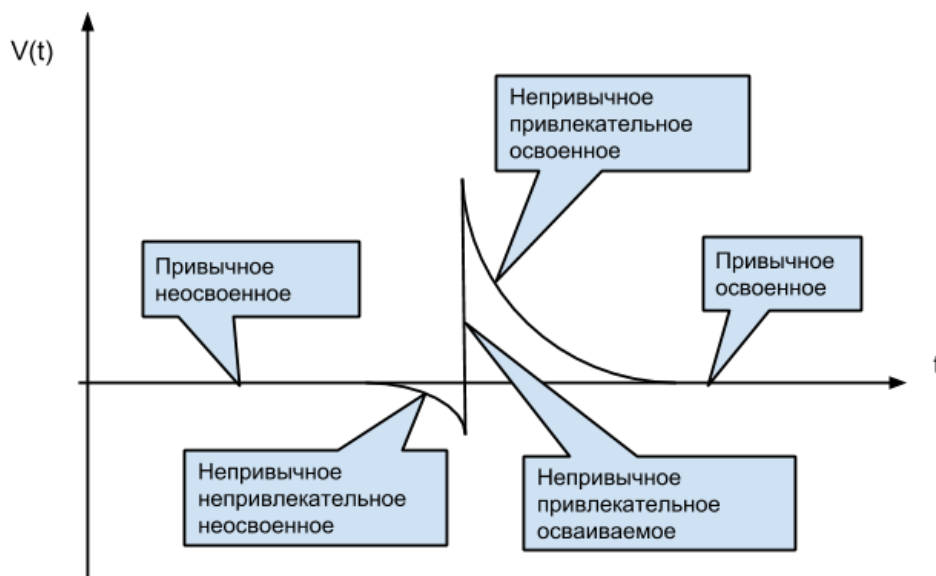 V(t)
Непривычное
привлекательное
освоенное
Привычное
неосвоенное
Привычное
освоенное
t
Непривычное
непривлекательное
неосвоенное
Непривычное
привлекательное
осваиваемое